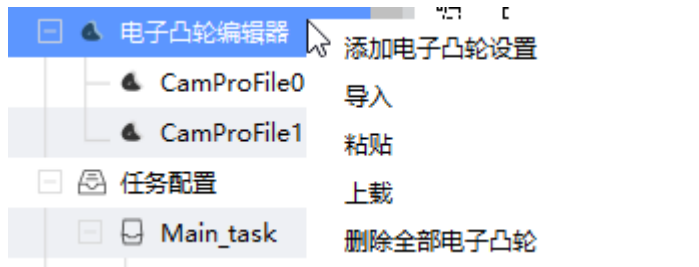 电子凸轮编辑器
CamProFile0
CamProFile1
任务配置
Main_task
添加电子凸轮设置
导入
粘贴
上载
删除全部电子凸轮